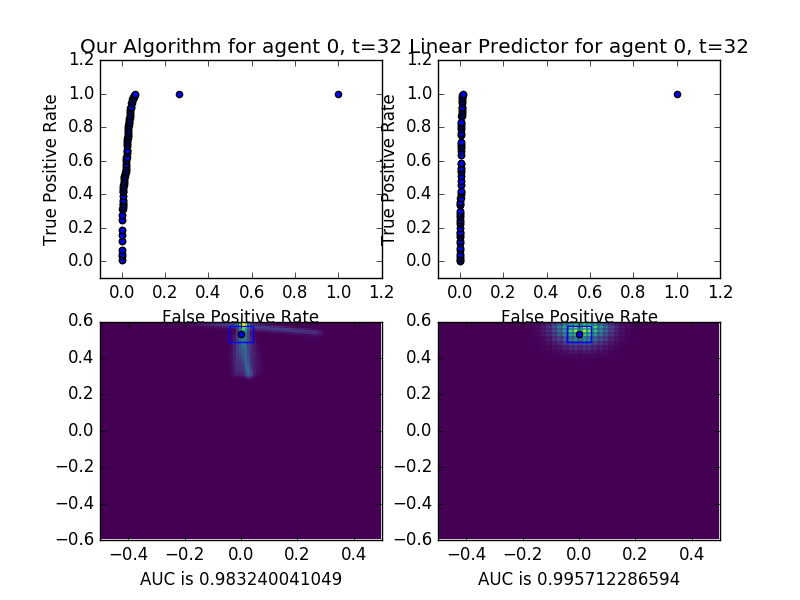 Our Algorithm for agent 0, t=32 Linear Predictor for agent 0, t=32
1.2 1.2
1.0 1.0
0.8 0.8
0.6 0.6
0.4 0.4
0.2 0.2
0.0 0.0
True Positive Rate True Positive Rate
0.0 0.2 0.4 0.6 0.8 1.0 1.2 0.0 0.2 0.4 0.6 0.8 1.0 1.2
False Positive Rate False Positive Rate
0.6 0.6
0.4 0.4
0.2 0.2
0.0 0.0
−0.2 −0.2
−0.4 −0.4
−0.6 −0.6
−0.4 −0.2 0.0 0.2 0.4 −0.4 −0.2 0.0 0.2 0.4
AUC is 0.983240041049 AUC is 0.995712286594